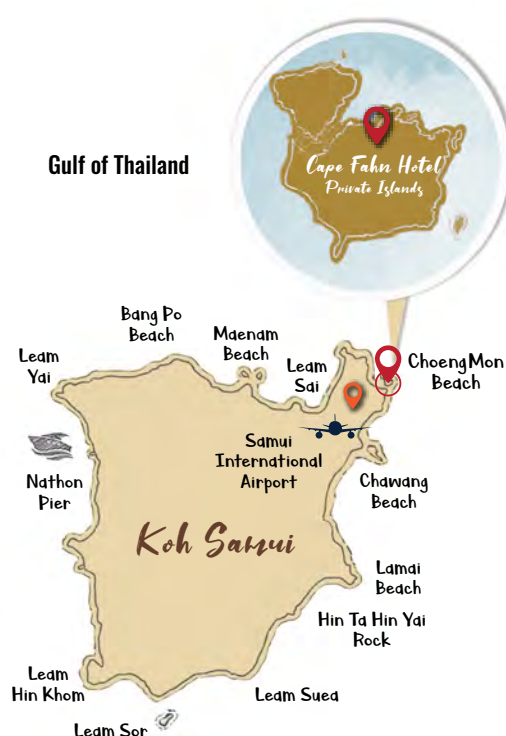 Cape Fahn Hotel
Private Islands
Gulf of Thailand
Bang Po
Beach
Maenam
Beach
Leam
Yai
Leam
Sai
ChoengMon
Beach
Samui
International
Airport
Nathon
Pier
Chawang
Beach
Koh Samui
Lamai
Beach
Hin Ta Hin Yai
Rock
Leam
Hin Khom
Leam Suea
Leam Sor